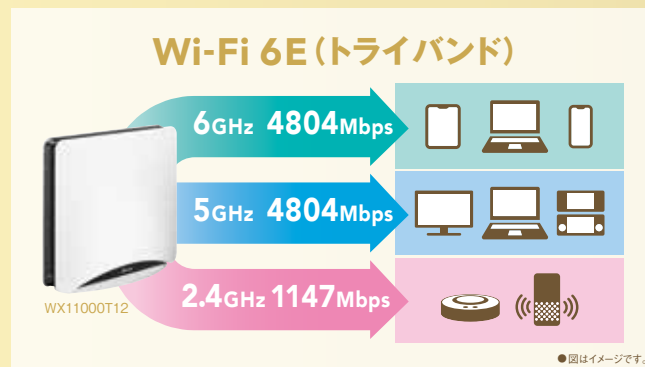 Wi-Fi 6E（トライバンド）
6GHz 4804Mbps
5GHz 4804Mbps
2.4GHz 1147Mbps
WX11000T12
●図はイメージです。